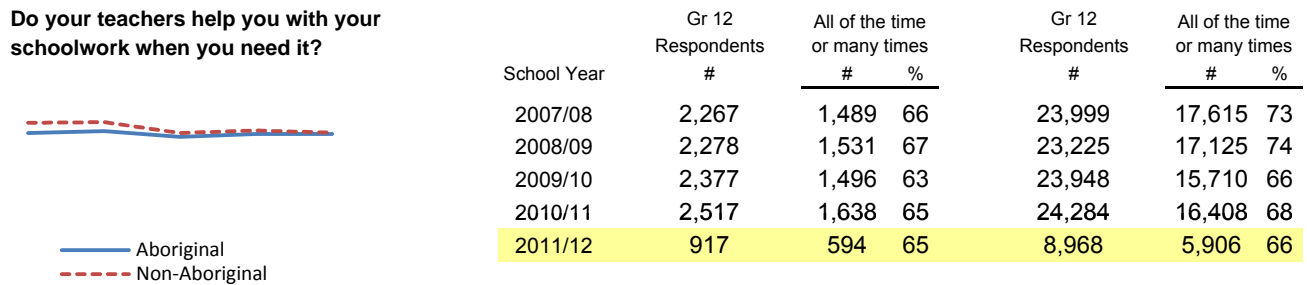 Do your teachers help you with your
schoolwork when you need it?
Aboriginal
Non-Aboriginal
Gr 12 All of the time Gr 12 All of the time
Respondents or many times Respondents or many times
School Year # # % # # %
2007/08 2,267 1,489 66 23,999 17,615 73
2008/09 2,278 1,531 67 23,225 17,125 74
2009/10 2,377 1,496 63 23,948 15,710 66
2010/11 2,517 1,638 65 24,284 16,408 68
2011/12 917 594 65 8,968 5,906 66